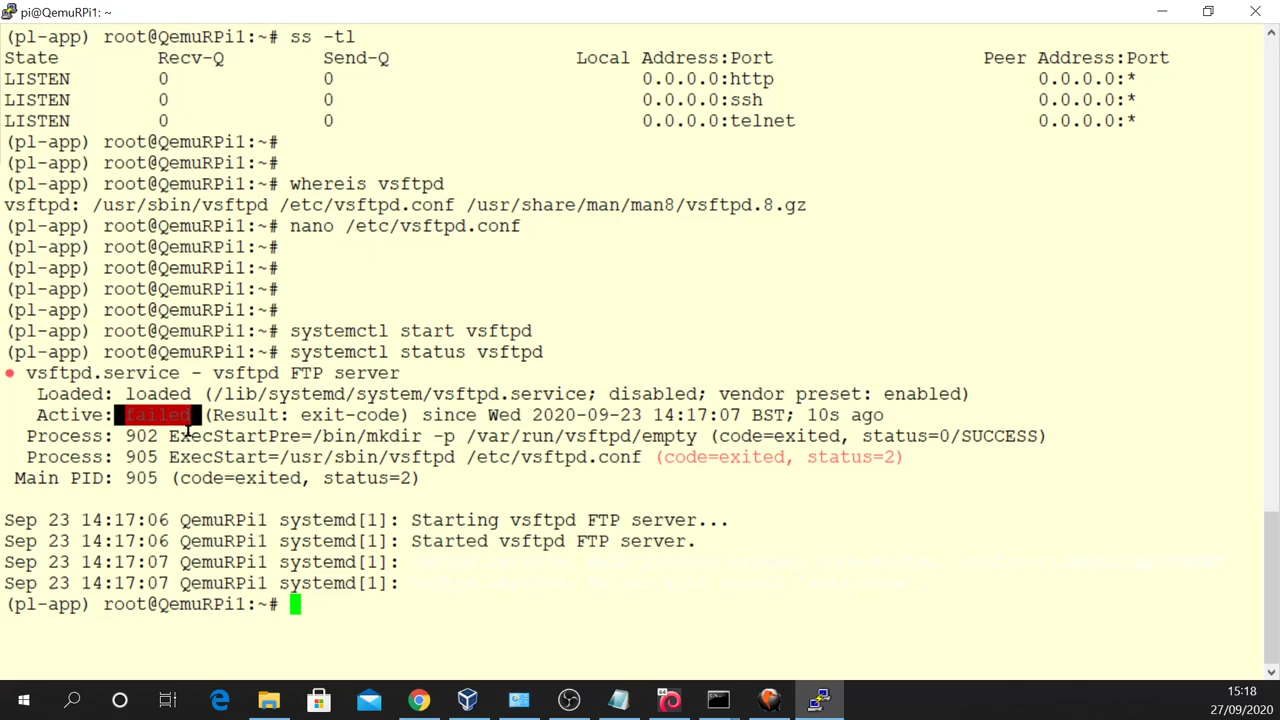 pi@QemuRPi1: ~
(pl-app) root@QemuRPi1:~# ss -tl
State Recv-Q Send-Q Local Address:Port Peer Address:Port
LISTEN 0 0 0.0.0.0:http 0.0.0.0:*
LISTEN 0 0 0.0.0.0:ssh 0.0.0.0:*
LISTEN 0 0 0.0.0.0:telnet 0.0.0.0:*
(pl-app) root@QemuRPi1:~#
(pl-app) root@QemuRPi1:~#
(pl-app) root@QemuRPi1:~# whereis vsftpd
vsftpd: /usr/sbin/vsftpd /etc/vsftpd.conf /usr/share/man/man8/vsftpd.8.gz
(pl-app) root@QemuRPi1:~# nano /etc/vsftpd.conf
(pl-app) root@QemuRPi1:~#
(pl-app) root@QemuRPi1:~#
(pl-app) root@QemuRPi1:~#
(pl-app) root@QemuRPi1:~#
(pl-app) root@QemuRPi1:~# systemctl start vsftpd
(pl-app) root@QemuRPi1:~# systemctl status vsftpd
● vsftpd.service - vsftpd FTP server
Loaded: loaded (/lib/systemd/system/vsftpd.service; disabled; vendor preset: enabled)
Active: failed (Result: exit-code) since Wed 2020-09-23 14:17:07 BST; 10s ago
Process: 902 ExecStartPre=/bin/mkdir -p /var/run/vsftpd/empty (code=exited, status=0/SUCCESS)
Process: 905 ExecStart=/usr/sbin/vsftpd /etc/vsftpd.conf (code=exited, status=2)
Main PID: 905 (code=exited, status=2)
Sep 23 14:17:06 QemuRPi1 systemd[1]: Starting vsftpd FTP server...
Sep 23 14:17:06 QemuRPi1 systemd[1]: Started vsftpd FTP server.
Sep 23 14:17:07 QemuRPi1 systemd[1]:
Sep 23 14:17:07 QemuRPi1 systemd[1]:
(pl-app) root@QemuRPi1:~#
64
15:18
27/09/2020